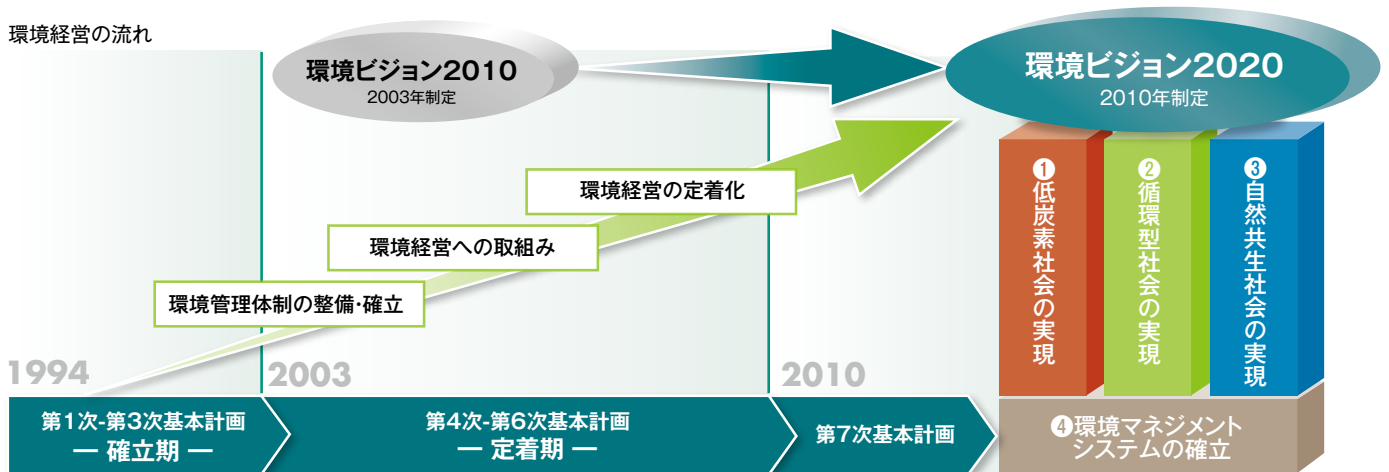 環境経営の流れ
環境ビジョン2010
2003年制定
環境ビジョン2020
2010年制定
環境経営の定着化
環境経営への取組み
環境管理体制の整備・確立
❶低炭素社会の実現
❷循環型社会の実現
❸自然共生社会の実現
1994
2003
2010
第1次-第3次基本計画
― 確立期 ―
第4次-第6次基本計画
― 定着期 ―
第7次基本計画
❹環境マネジメント
システムの確立